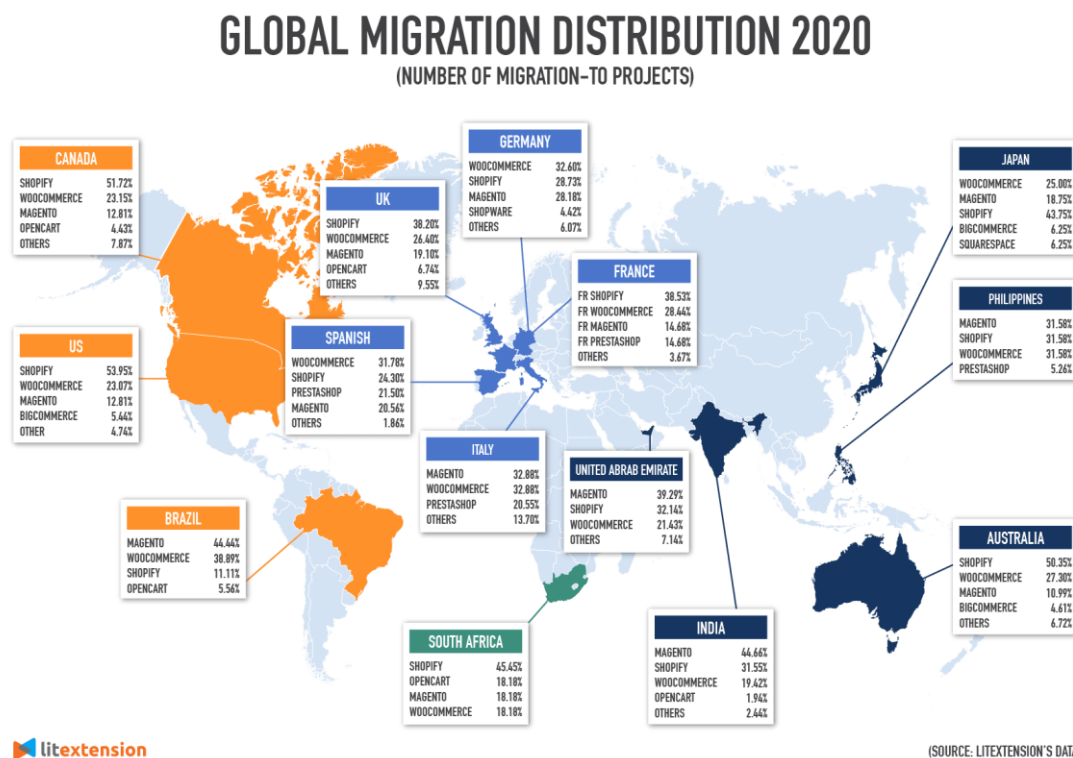 GLOBAL MIGRATION DISTRIBUTION 2020
(NUMBER OF MIGRATION-TO PROJECTS)
CANADA
SHOPIFY 51.72%
WOOCOMMERCE 23.15%
MAGENTO 12.81%
OPENCART 4.43%
OTHERS 7.87%
US
SHOPIFY 53.95%
WOOCOMMERCE 23.07%
MAGENTO 12.81%
BIGCOMMERCE 5.44%
OTHER 4.74%
BRAZIL
MAGENTO 44.44%
WOOCOMMERCE 38.89%
SHOPIFY 11.11%
OPENCART 5.56%
UK
SHOPIFY 38.20%
WOOCOMMERCE 26.40%
MAGENTO 19.10%
OPENCART 6.74%
OTHERS 9.55%
GERMANY
WOOCOMMERCE 32.60%
SHOPIFY 28.73%
MAGENTO 28.18%
SHOPWARE 4.42%
OTHERS 6.07%
FRANCE
FR SHOPIFY 38.53%
FR WOOCOMMERCE 28.44%
FR MAGENTO 14.68%
FR PRESTASHOP 14.68%
OTHERS 3.67%
SPANISH
WOOCOMMERCE 31.78%
SHOPIFY 24.30%
PRESTASHOP 21.50%
MAGENTO 20.56%
OTHERS 1.86%
ITALY
MAGENTO 32.88%
WOOCOMMERCE 32.88%
PRESTASHOP 20.55%
OTHERS 13.70%
UNITED ABRAB EMIRATE
MAGENTO 39.29%
SHOPIFY 32.14%
WOOCOMMERCE 21.43%
OTHERS 7.14%
SOUTH AFRICA
SHOPIFY 45.45%
OPENCART 18.18%
MAGENTO 18.18%
WOOCOMMERCE 18.18%
INDIA
MAGENTO 44.66%
SHOPIFY 31.55%
WOOCOMMERCE 19.42%
OPENCART 1.94%
OTHERS 2.44%
JAPAN
WOOCOMMERCE 25.00%
MAGENTO 18.75%
SHOPIFY 43.75%
BIGCOMMERCE 6.25%
SQUARESPACE 6.25%
PHILIPPINES
MAGENTO 31.58%
SHOPIFY 31.58%
WOOCOMMERCE 31.58%
PRESTASHOP 5.26%
AUSTRALIA
SHOPIFY 50.35%
WOOCOMMERCE 27.30%
MAGENTO 10.99%
BIGCOMMERCE 4.61%
OTHERS 6.72%
litextension
(SOURCE: LITEXTENSION'S DATA